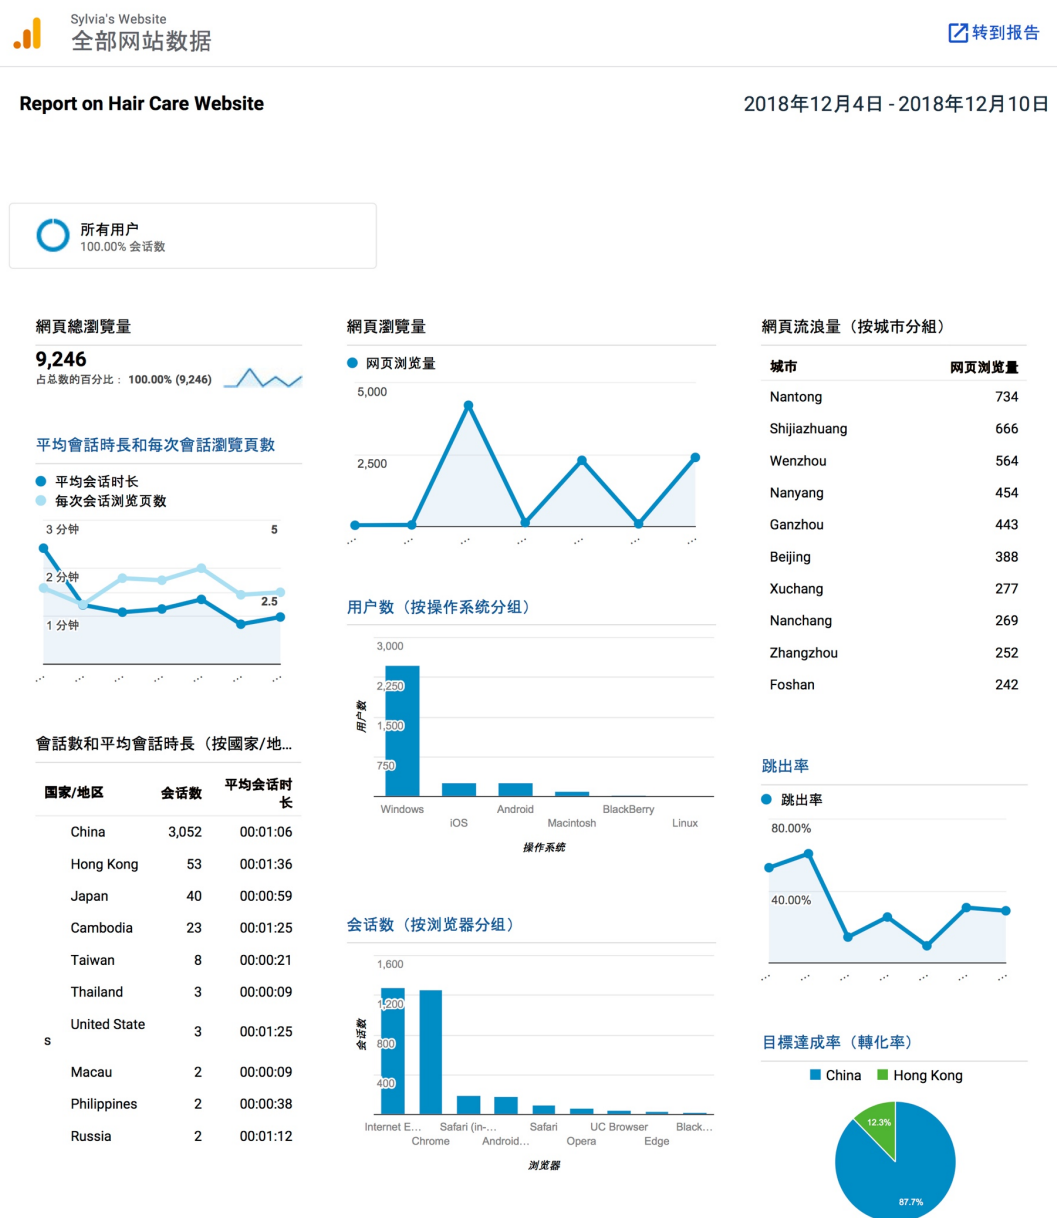 Sylvia's Website
全部网站数据
转到报告
Report on Hair Care Website
2018年12月4日 - 2018年12月10日
所有用户
100.00% 会话数
網頁總瀏覽量
9,246
占总数的百分比： 100.00% (9,246)
平均會話時長和每次會話瀏覽頁數
平均会话时长
每次会话浏览页数
3 分钟
5
2 分钟
2.5
1 分钟
...
...
...
...
...
...
...
會話數和平均會話時長（按國家/地...
国家/地区 会话数 平均会话时
长
China 3,052 00:01:06
Hong Kong 53 00:01:36
Japan 40 00:00:59
Cambodia 23 00:01:25
Taiwan 8 00:00:21
Thailand 3 00:00:09
United State
s 3 00:01:25
Macau 2 00:00:09
Philippines 2 00:00:38
Russia 2 00:01:12
網頁瀏覽量
网页浏览量
5,000
2,500
...
...
...
...
...
...
...
用户数（按操作系统分组）
3,000
2,250
1,500
750
用户数
Windows
iOS
Android
Macintosh
BlackBerry
Linux
操作系统
会话数（按浏览器分组）
1,600
1,200
800
400
会话数
Internet E...
Chrome
Safari (in-...
Android...
Safari
Opera
UC Browser
Edge
Black...
浏览器
網頁流浪量（按城市分組）
城市 网页浏览量
Nantong 734
Shijiazhuang 666
Wenzhou 564
Nanyang 454
Ganzhou 443
Beijing 388
Xuchang 277
Nanchang 269
Zhangzhou 252
Foshan 242
跳出率
跳出率
80.00%
40.00%
...
...
...
...
...
...
...
目標達成率（轉化率）
China Hong Kong
12.3%
87.7%